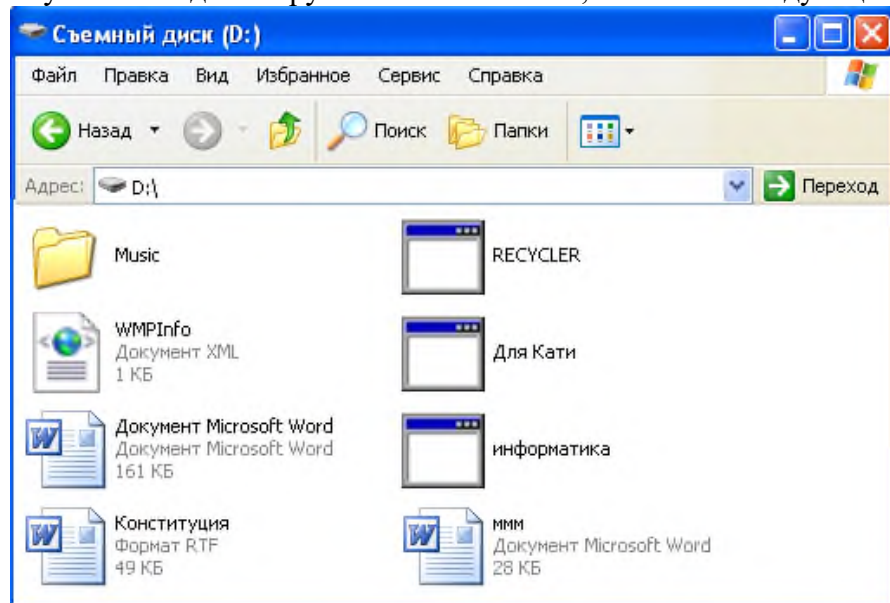 Съемный диск (D:)
Файл Правка Вид Избранное Сервис Справка
Назад Поиск Папки
Адрес: D:\ Переход
Music
RECYCLER
WMPInfo
Документ XML
1 КБ
Для Кати
Документ Microsoft Word
Документ Microsoft Word
161 КБ
информатика
Конституция
Формат RTF
49 КБ
ммм
Документ Microsoft Word
28 КБ